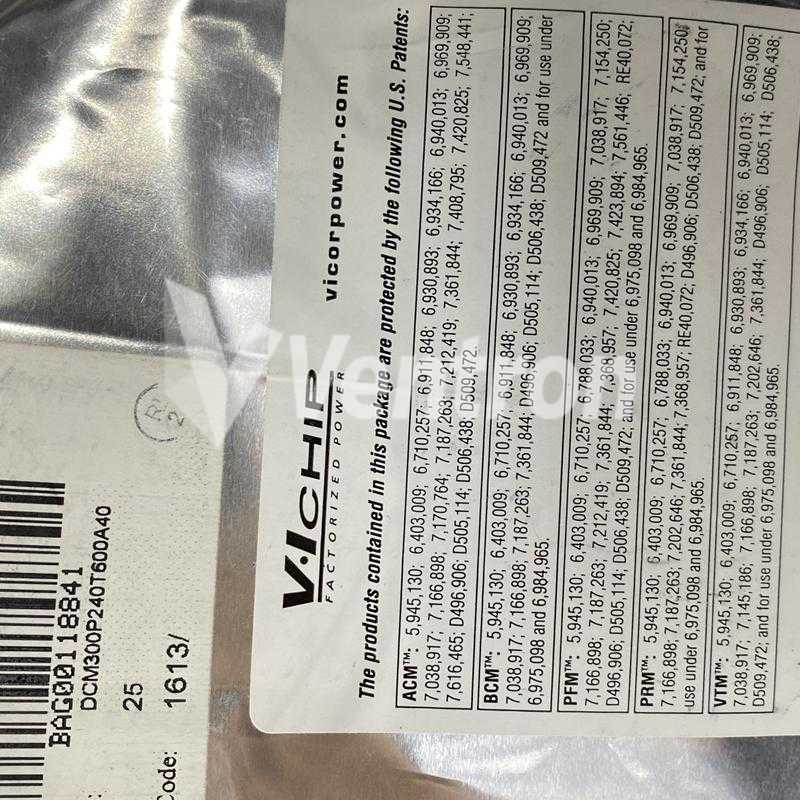 BAG00118841
DCM300P240T600A40
25
Code: 1613/
V·I CHIP
FACTORIZED POWER
vicorpower.com
The products contained in this package are protected by the following U.S. Patents:
ACM™: 5,945,130; 6,403,009; 6,710,257; 6,911,848; 6,930,893; 6,934,166; 6,940,013; 6,969,909;
7,038,917; 7,166,898; 7,170,764; 7,187,263; 7,212,419; 7,361,844; 7,408,795; 7,420,825; 7,548,441;
7,616,465; D496,906; D505,114; D506,438; D509,472.
BCM™: 5,945,130; 6,403,009; 6,710,257; 6,911,848; 6,930,893; 6,934,166; 6,940,013; 6,969,909;
7,038,917; 7,166,898; 7,187,263; 7,361,844; D496,906; D505,114; D506,438; D509,472 and for use under
6,975,098 and 6,984,965.
PFM™: 5,945,130; 6,403,009; 6,710,257; 6,788,033; 6,940,013; 6,969,909; 7,038,917; 7,154,250;
7,166,898; 7,187,263; 7,212,419; 7,361,844; 7,368,957; 7,420,825; 7,423,894; 7,561,446; RE40,072;
D496,906; D505,114; D506,438; D509,472; and for use under 6,975,098 and 6,984,965.
PRM™: 5,945,130; 6,403,009; 6,710,257; 6,788,033; 6,940,013; 6,969,909; 7,038,917; 7,154,250;
7,166,898; 7,187,263; 7,202,646; 7,361,844; 7,368,957; RE40,072; D496,906; D506,438; D509,472; and for
use under 6,975,098 and 6,984,965.
VTM™: 5,945,130; 6,403,009; 6,710,257; 6,911,848; 6,930,893; 6,934,166; 6,940,013; 6,969,909;
7,038,917; 7,145,186; 7,166,898; 7,187,263; 7,202,646; 7,361,844; D496,906; D505,114; D506,438;
D509,472; and for use under 6,975,098 and 6,984,965.